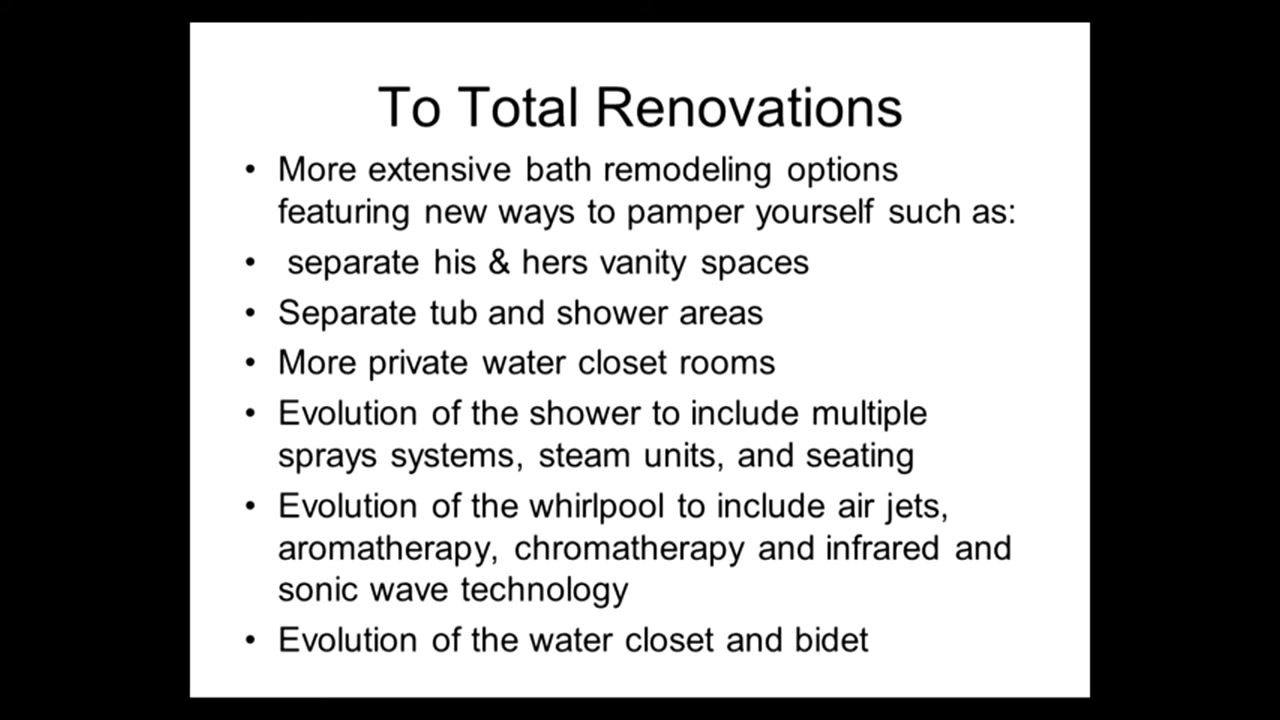 To Total Renovations
• More extensive bath remodeling options
featuring new ways to pamper yourself such as:
• separate his & hers vanity spaces
• Separate tub and shower areas
• More private water closet rooms
• Evolution of the shower to include multiple
sprays systems, steam units, and seating
• Evolution of the whirlpool to include air jets,
aromatherapy, chromatherapy and infrared and
sonic wave technology
• Evolution of the water closet and bidet